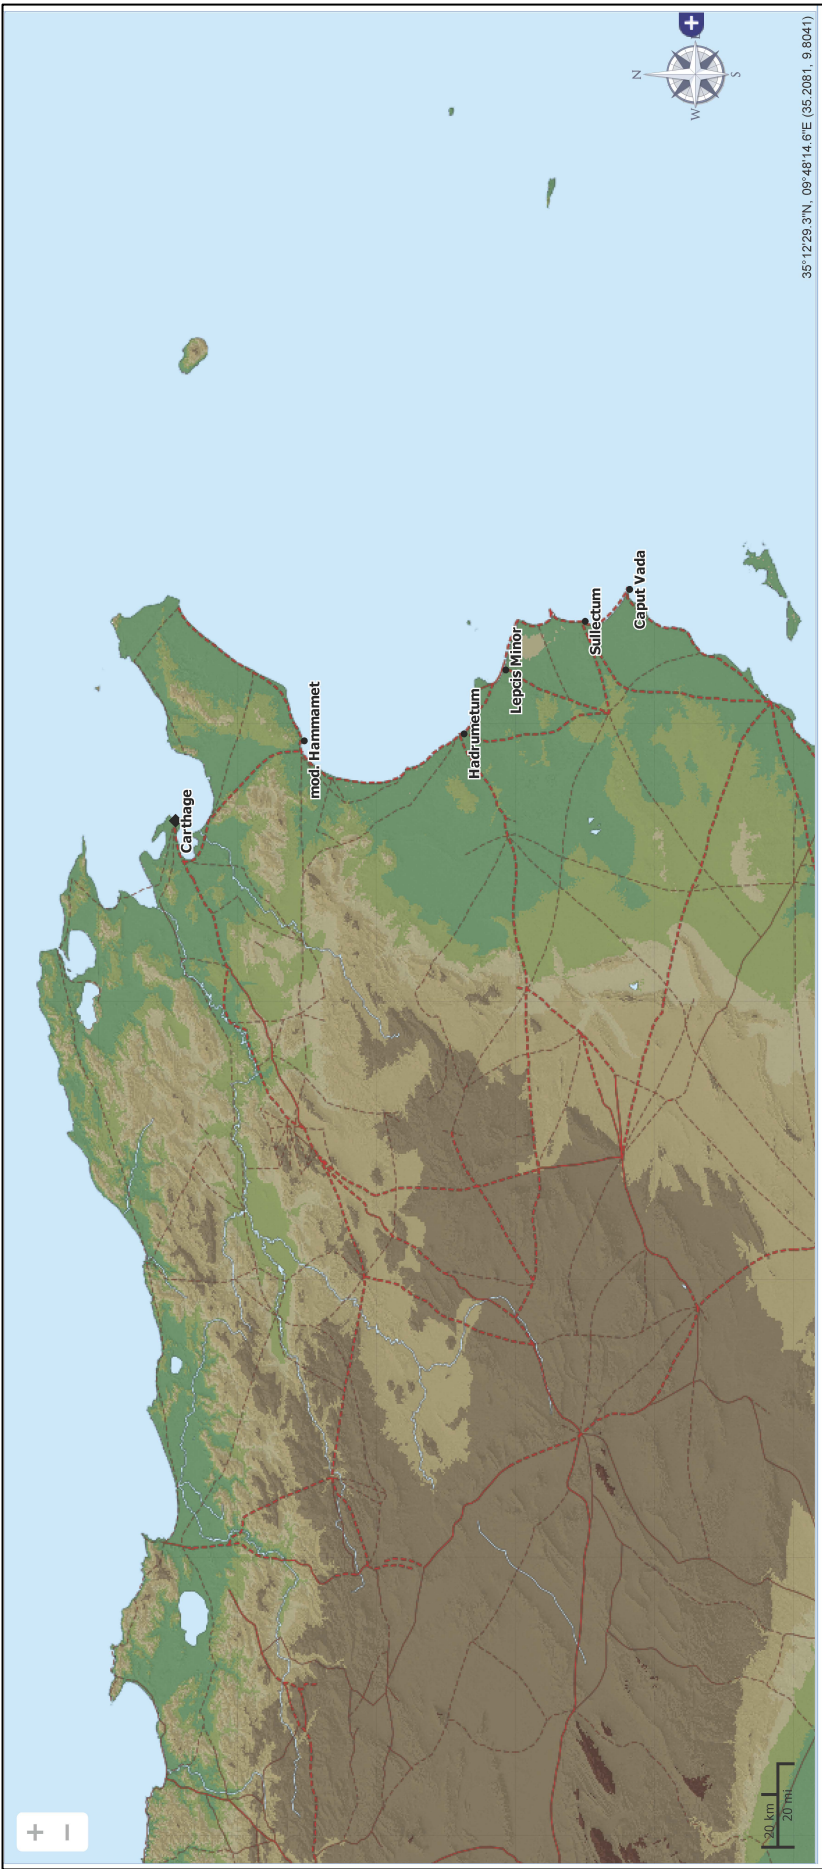 N
E
S
W
+
35°12'29.3"N, 09°48'14.6"E (35.2081, 9.8041)
Carthage
mod. Hammamet
Hadrumetum
Lepcis Minor
Sullectum
Caput Vada
+
−
20 km
20 mi